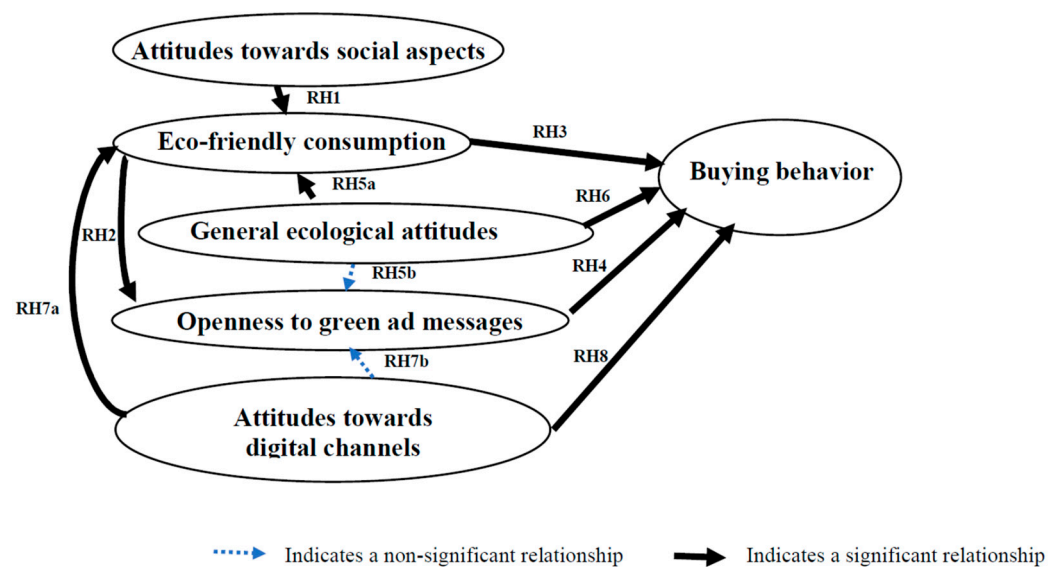 Attitudes towards social aspects
RH1
Eco-friendly consumption
RH3
Buying behavior
RH5a
RH6
General ecological attitudes
RH2
RH5b
RH4
RH7a
Openness to green ad messages
RH7b
RH8
Attitudes towards
digital channels
Indicates a non-significant relationship
Indicates a significant relationship